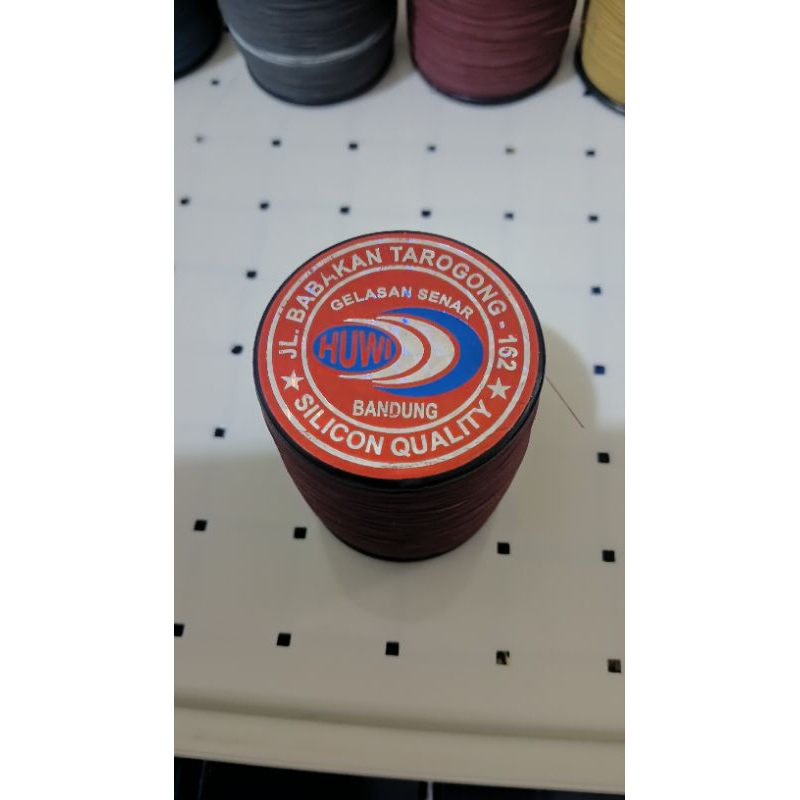 JL. BABAKAN TAROGONG - 162
GELASAN SENAR
HUWI
BANDUNG
★ SILICON QUALITY ★